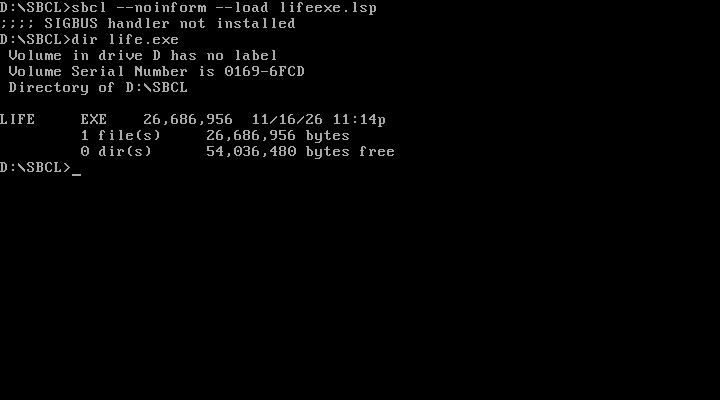 D:\SBCL>sbcl --noinform --load lifeexe.lsp
;;;; SIGBUS handler not installed
D:\SBCL>dir life.exe
 Volume in drive D has no label
 Volume Serial Number is 0169-6FCD
 Directory of D:\SBCL

LIFE     EXE    26,686,956  11/16/26 11:14p
         1 file(s)     26,686,956 bytes
         0 dir(s)      54,036,480 bytes free
D:\SBCL>_